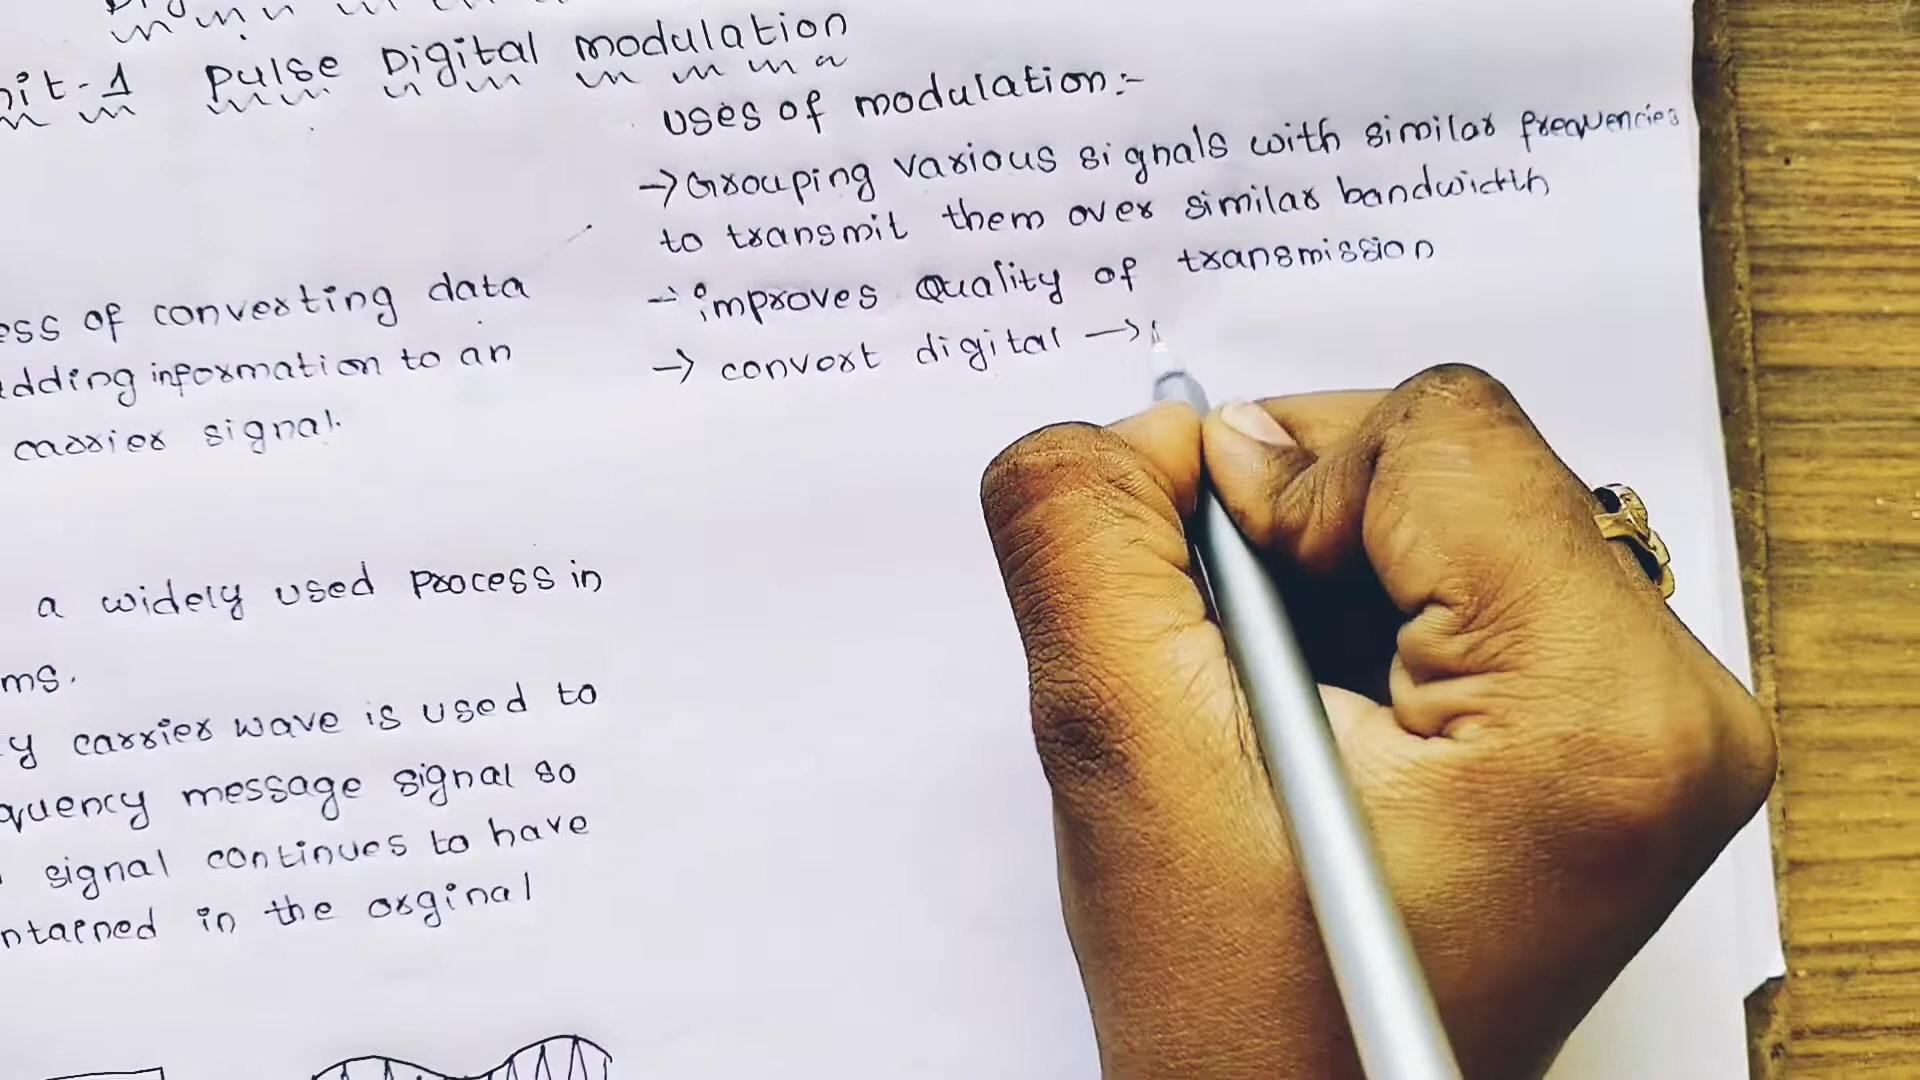 Unit-1 Pulse Digital modulation
uses of modulation:-
→ Grouping various signals with similar frequencies
to transmit them over similar bandwidth
→ improves Quality of transmission
→ convert digital →
ess of converting data
adding information to an
carrier signal.
a widely used process in
ms.
y carrier wave is used to
quency message signal so
signal continues to have
ntained in the orginal